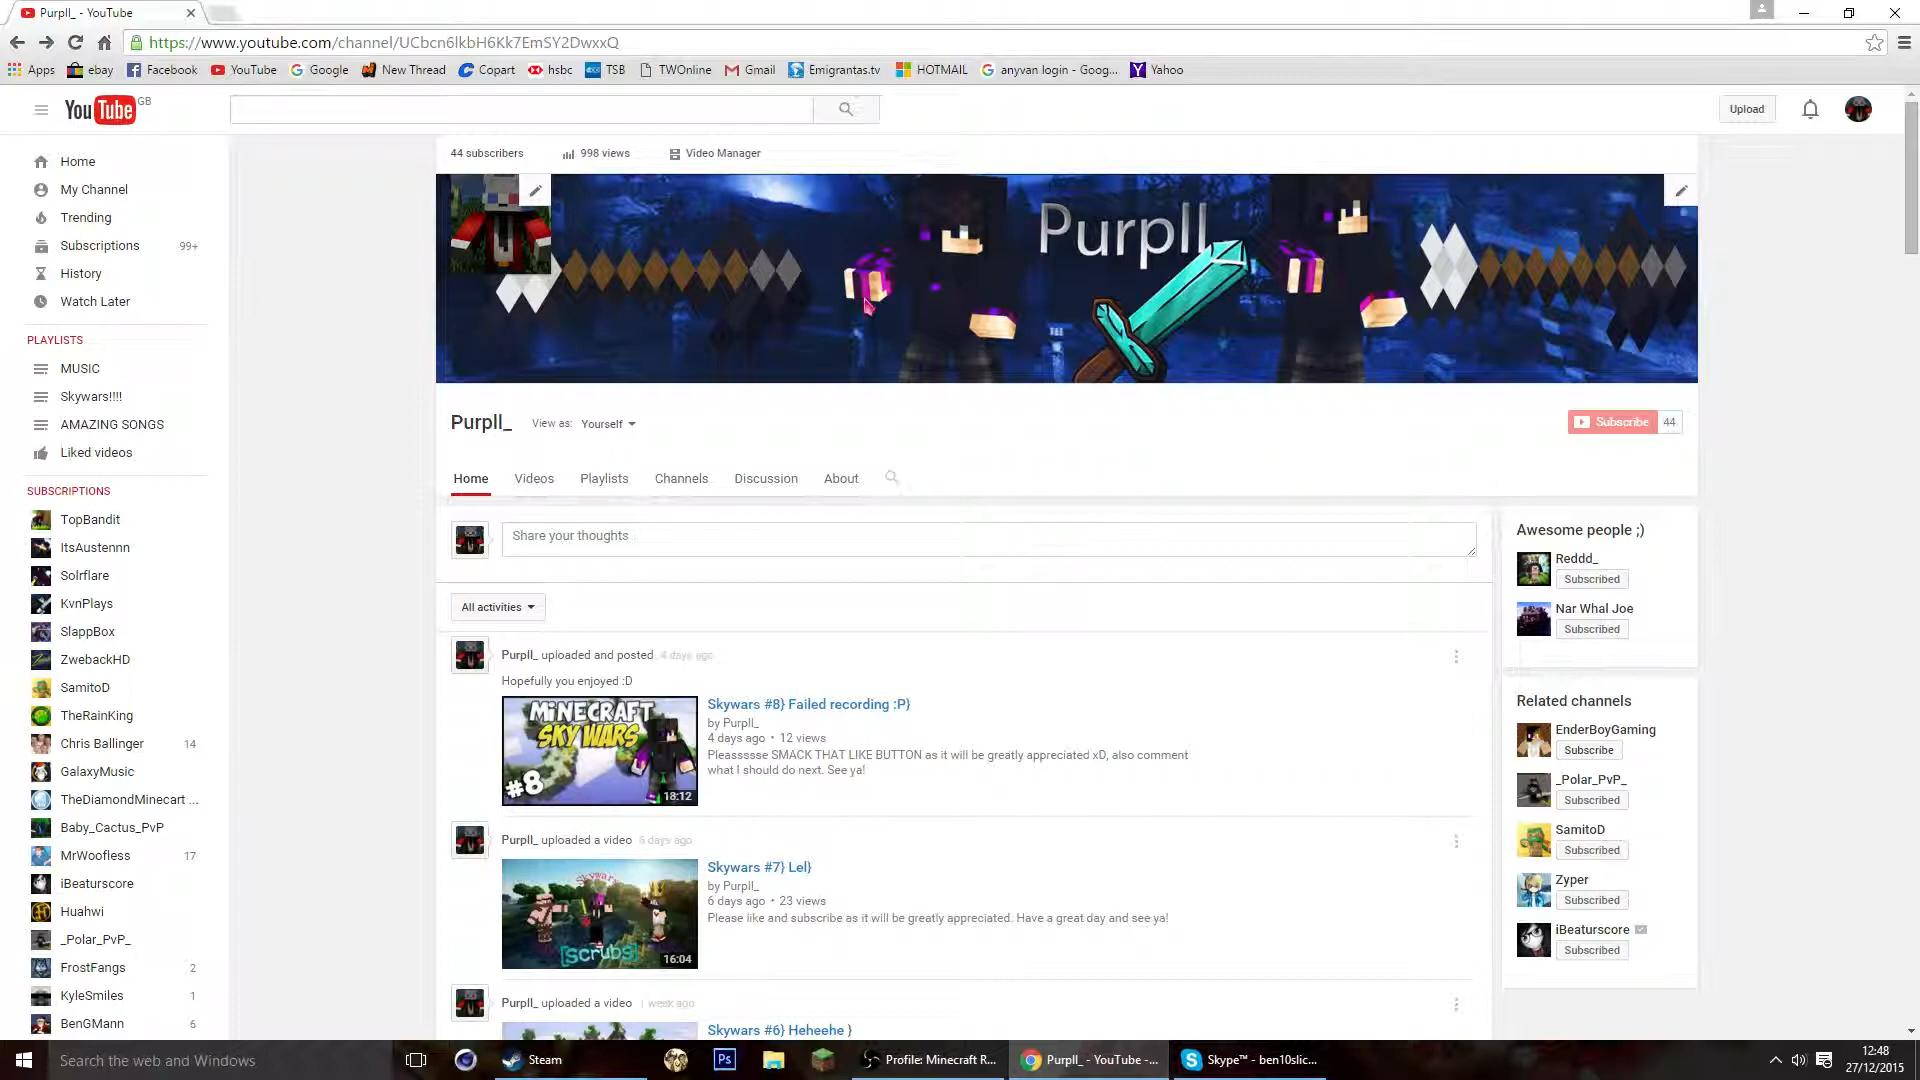 Purpll_ - YouTube
https://www.youtube.com/channel/UCbcn6lkbH6Kk7EmSY2DwxxQ
Apps ebay Facebook YouTube Google New Thread Copart hsbc TSB TWOnline Gmail Emigrantas.tv HOTMAIL anyvan login - Goog... Yahoo
YouTube GB
Upload
44 subscribers 998 views Video Manager
Home
My Channel
Trending
Subscriptions 99+
History
Watch Later
PLAYLISTS
MUSIC
Skywars!!!!
AMAZING SONGS
Liked videos
SUBSCRIPTIONS
TopBandit
ItsAustennn
Solrflare
KvnPlays
SlappBox
ZwebackHD
SamitoD
TheRainKing
Chris Ballinger 14
GalaxyMusic
TheDiamondMinecart ...
Baby_Cactus_PvP
MrWoofless 17
iBeaturscore
Huahwi
_Polar_PvP_
FrostFangs 2
KyleSmiles 1
BenGMann 6
Purpll
Purpll_ View as: Yourself
Subscribe 44
Home Videos Playlists Channels Discussion About
Share your thoughts
All activities
Purpll_ uploaded and posted 4 days ago
Hopefully you enjoyed :D
MINECRAFT
SKY WARS
#8
18:12
Skywars #8} Failed recording :P}
by Purpll_
4 days ago • 12 views
Pleasssssse SMACK THAT LIKE BUTTON as it will be greatly appreciated xD, also comment
what I should do next. See ya!
Purpll_ uploaded a video 6 days ago
Skywars
[Scrubs]
16:04
Skywars #7} Lel}
by Purpll_
6 days ago • 23 views
Please like and subscribe as it will be greatly appreciated. Have a great day and see ya!
Purpll_ uploaded a video 1 week ago
Skywars #6} Heheehe }
Awesome people ;)
Reddd_
Subscribed
Nar Whal Joe
Subscribed
Related channels
EnderBoyGaming
Subscribe
_Polar_PvP_
Subscribed
SamitoD
Subscribed
Zyper
Subscribed
iBeaturscore
Subscribed
Search the web and Windows
Steam
Ps
Profile: Minecraft R...
Purpll_ - YouTube -...
Skype™ - ben10slic...
12:48
27/12/2015